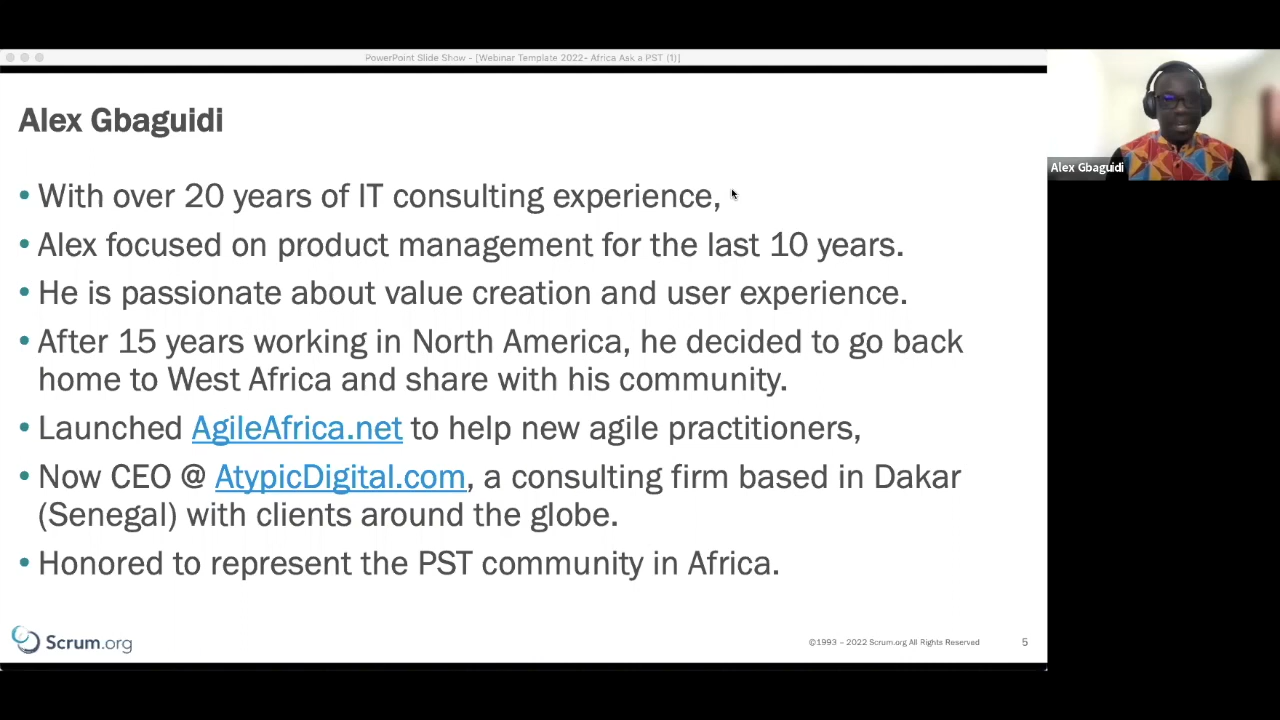 PowerPoint Slide Show - [Webinar Template 2022- Africa Ask a PST (1)]
Alex Gbaguidi
• With over 20 years of IT consulting experience,
• Alex focused on product management for the last 10 years.
• He is passionate about value creation and user experience.
• After 15 years working in North America, he decided to go back
home to West Africa and share with his community.
• Launched AgileAfrica.net to help new agile practitioners,
• Now CEO @ AtypicDigital.com, a consulting firm based in Dakar
(Senegal) with clients around the globe.
• Honored to represent the PST community in Africa.
Scrum.org
©1993 – 2022 Scrum.org All Rights Reserved
5
Alex Gbaguidi